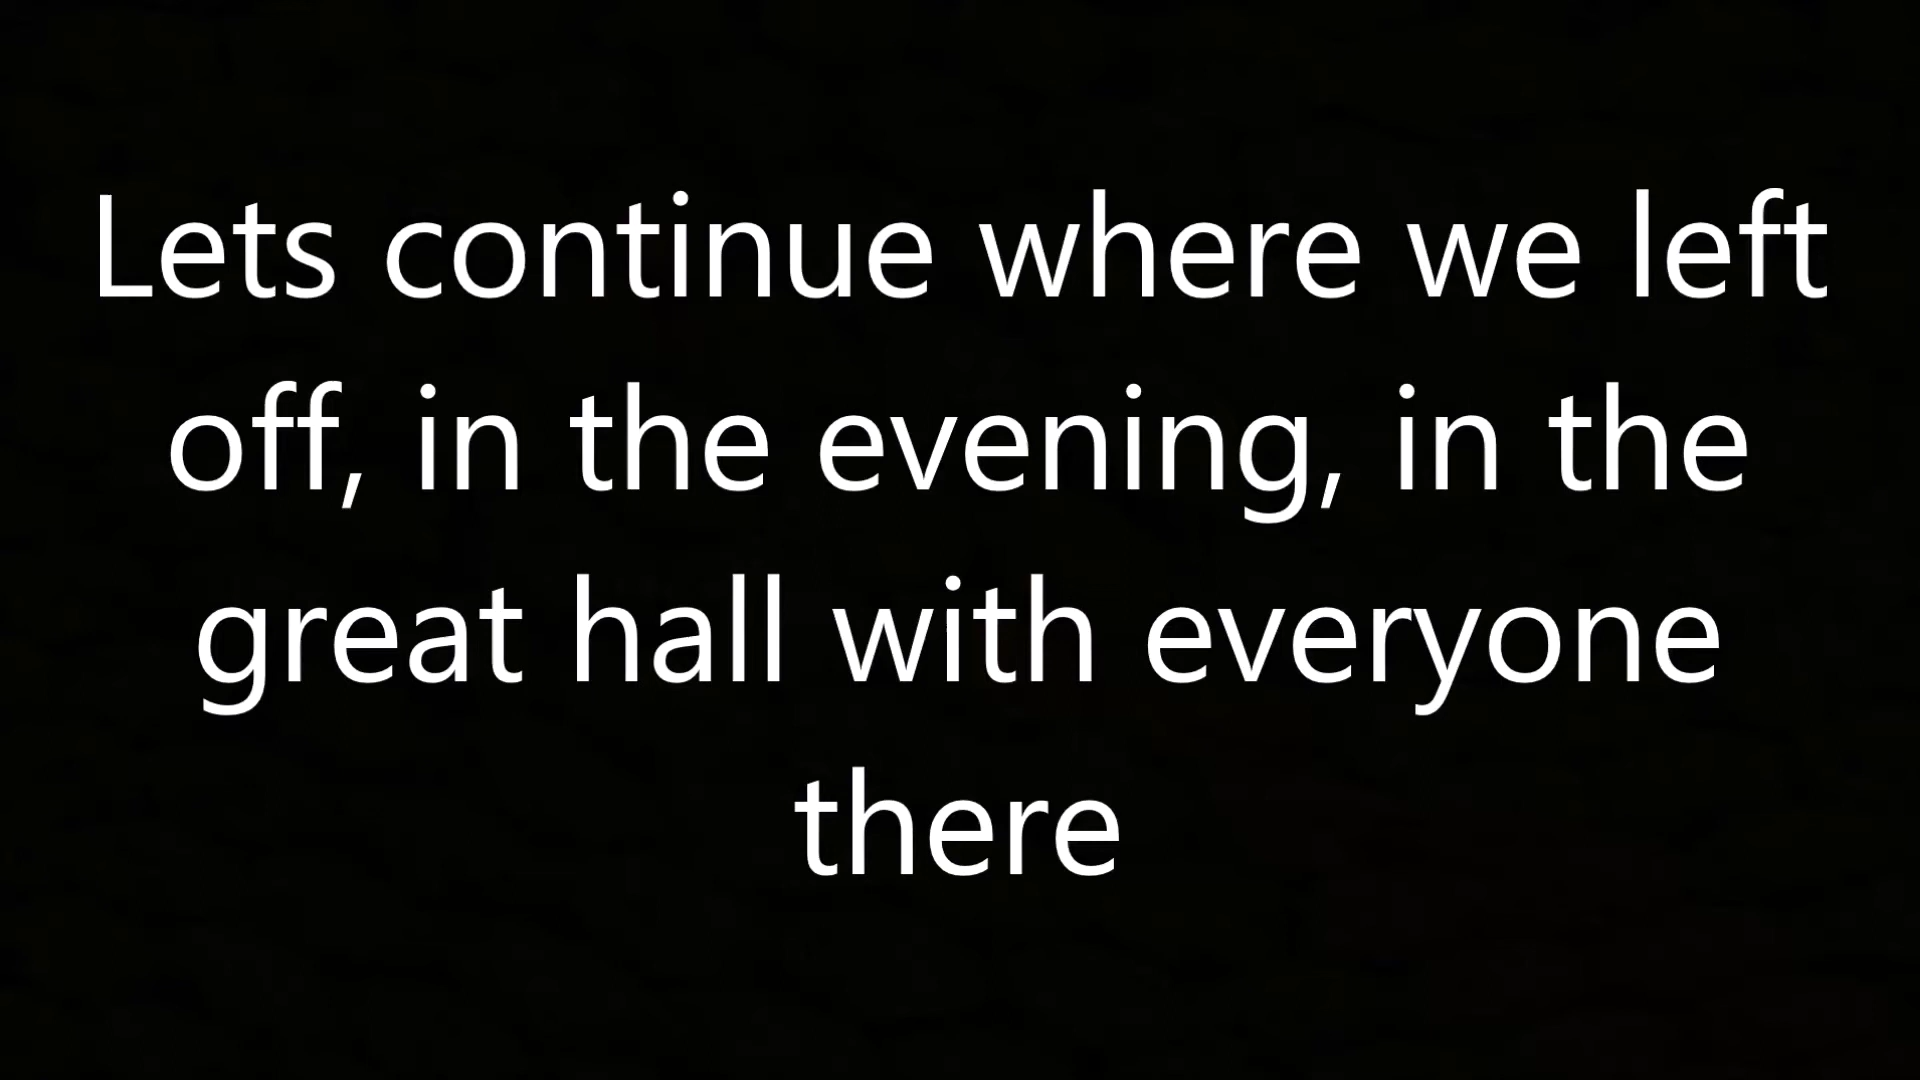 Lets continue where we left
off, in the evening, in the
great hall with everyone
there